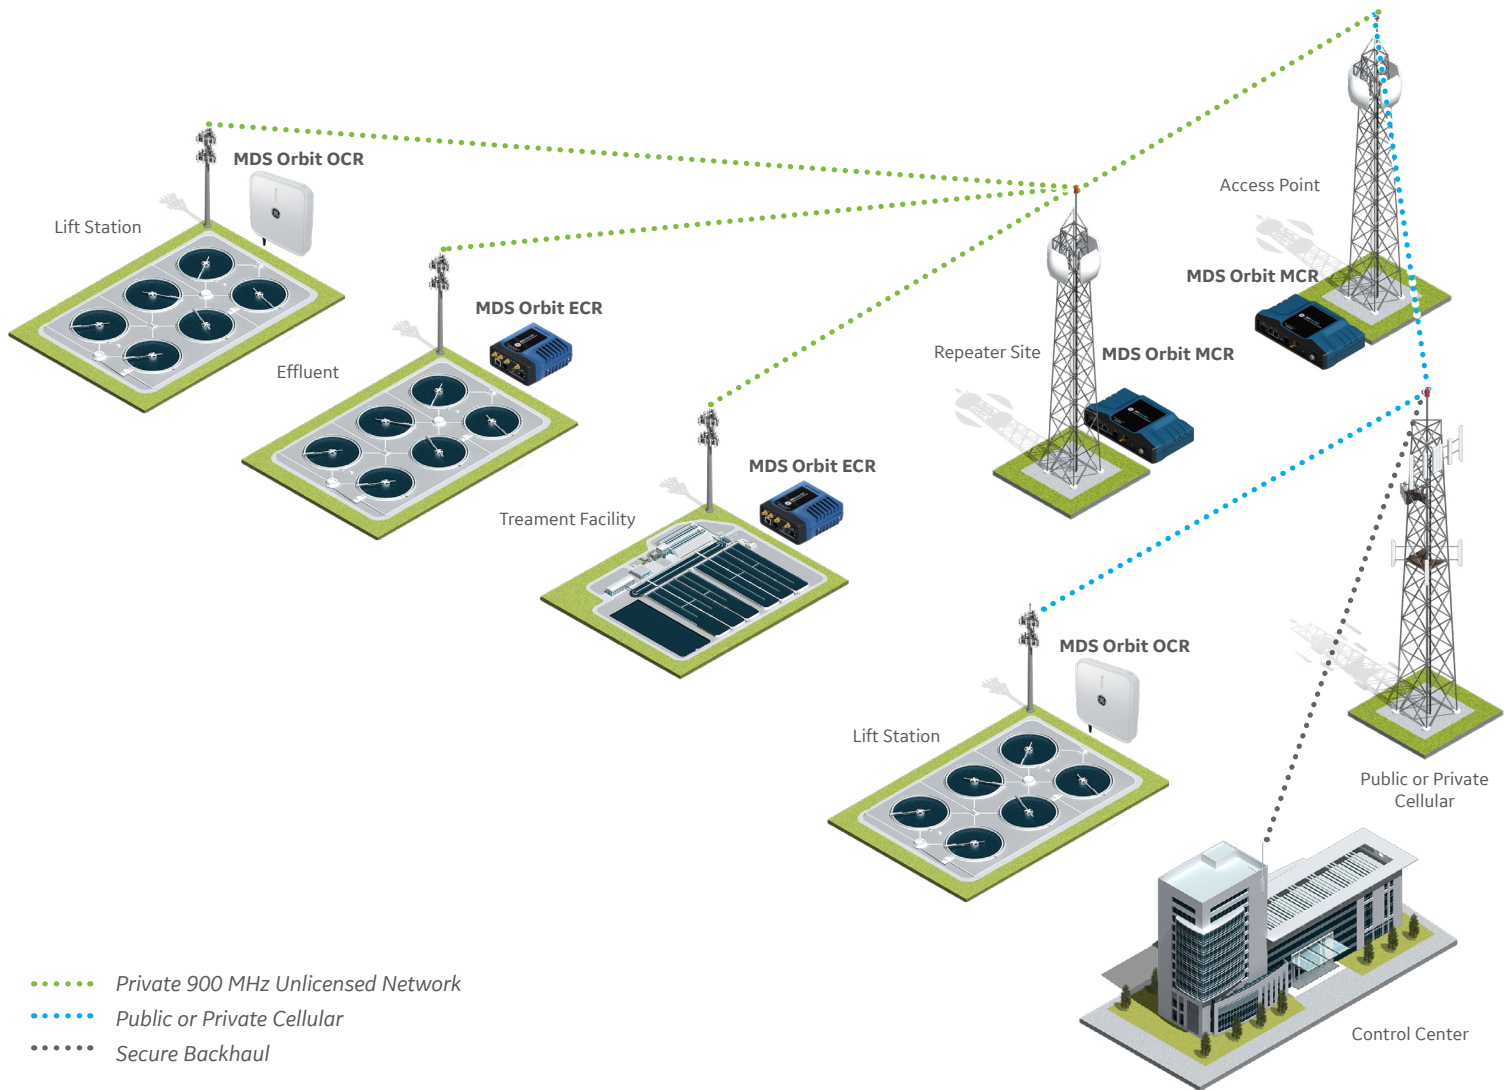 MDS Orbit OCR
Lift Station
Access Point
MDS Orbit MCR
MDS Orbit ECR
Effluent
Repeater Site
MDS Orbit MCR
MDS Orbit ECR
Treament Facility
MDS Orbit OCR
Lift Station
Public or Private
Cellular
Private 900 MHz Unlicensed Network
Public or Private Cellular
Secure Backhaul
Control Center